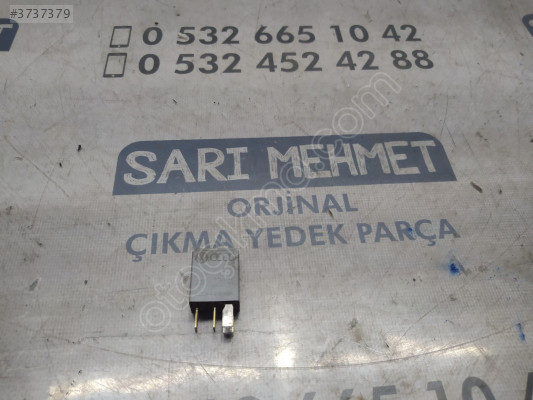 #3737379
0 532 665 10 42
0 532 452 42 88
SARI MEHMET
ORJİNAL
ÇIKMA YEDEK PARÇA